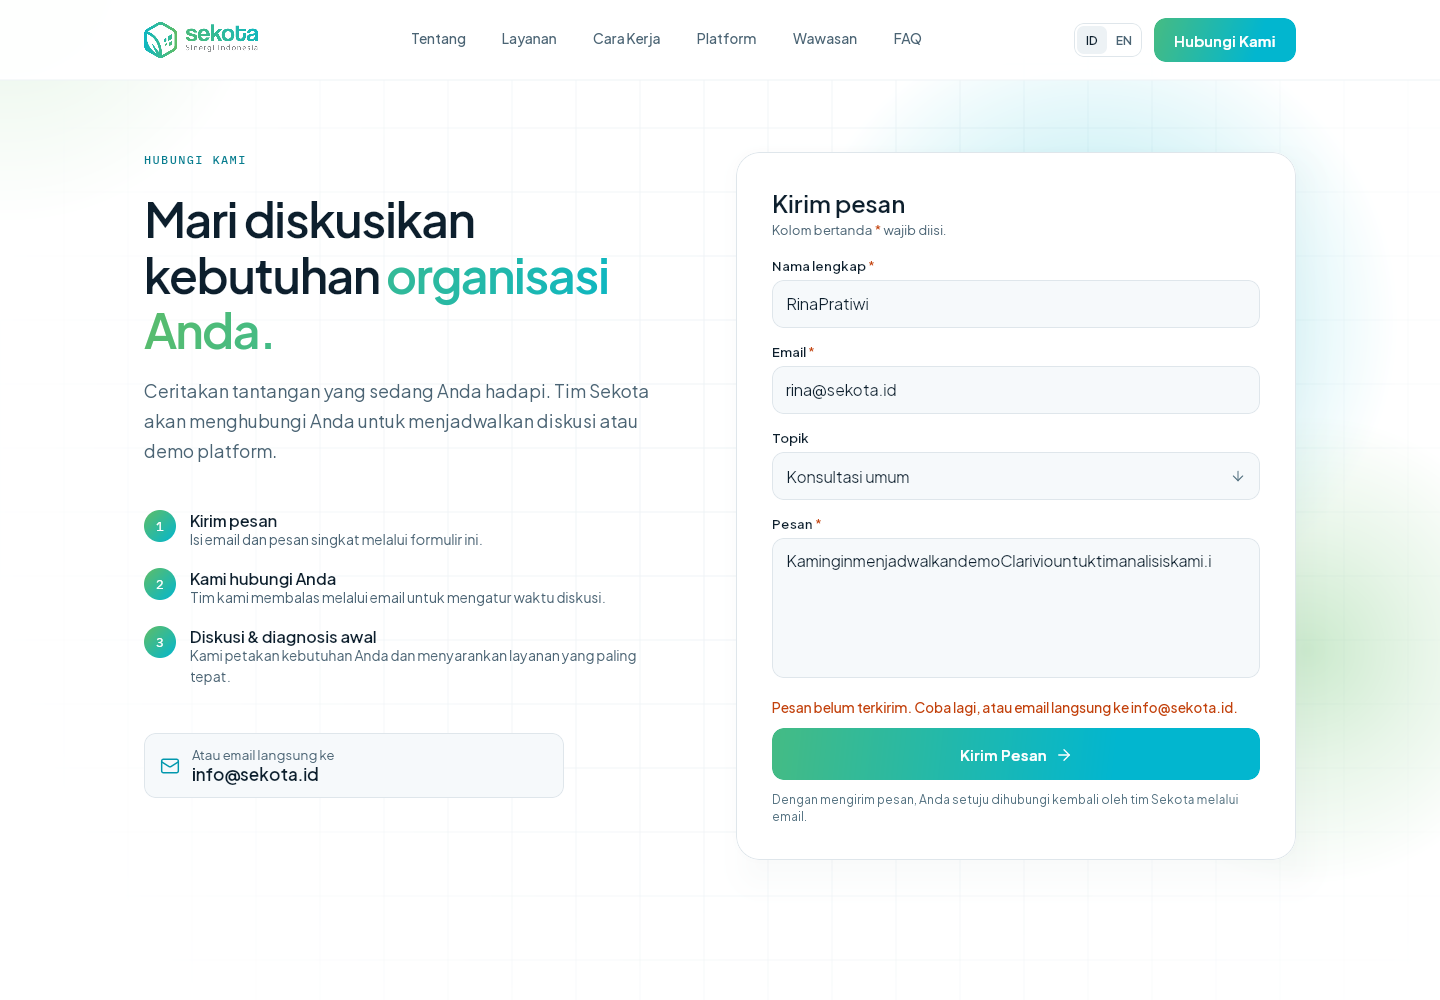 sekota
Sinergi Indonesia
Tentang
Layanan
Cara Kerja
Platform
Wawasan
FAQ
ID
EN
Hubungi Kami
HUBUNGI KAMI
Mari diskusikan
kebutuhan organisasi
Anda.
Ceritakan tantangan yang sedang Anda hadapi. Tim Sekota
akan menghubungi Anda untuk menjadwalkan diskusi atau
demo platform.
1
Kirim pesan
Isi email dan pesan singkat melalui formulir ini.
2
Kami hubungi Anda
Tim kami membalas melalui email untuk mengatur waktu diskusi.
3
Diskusi & diagnosis awal
Kami petakan kebutuhan Anda dan menyarankan layanan yang paling
tepat.
Atau email langsung ke
info@sekota.id
Kirim pesan
Kolom bertanda * wajib diisi.
Nama lengkap *
RinaPratiwi
Email *
rina@sekota.id
Topik
Konsultasi umum
Pesan *
KaminginmenjadwalkandemoClariviountuktimanalisiskami.i
Pesan belum terkirim. Coba lagi, atau email langsung ke info@sekota.id.
Kirim Pesan
Dengan mengirim pesan, Anda setuju dihubungi kembali oleh tim Sekota melalui
email.